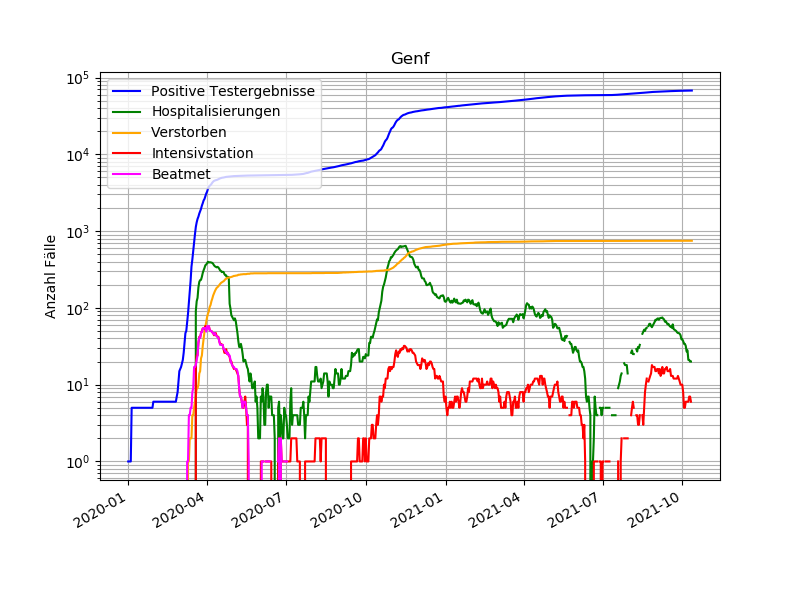 Genf
Positive Testergebnisse
Hospitalisierungen
Verstorben
Intensivstation
Beatmet
Anzahl Fälle
10^5
10^4
10^3
10^2
10^1
10^0
2020-01
2020-04
2020-07
2020-10
2021-01
2021-04
2021-07
2021-10